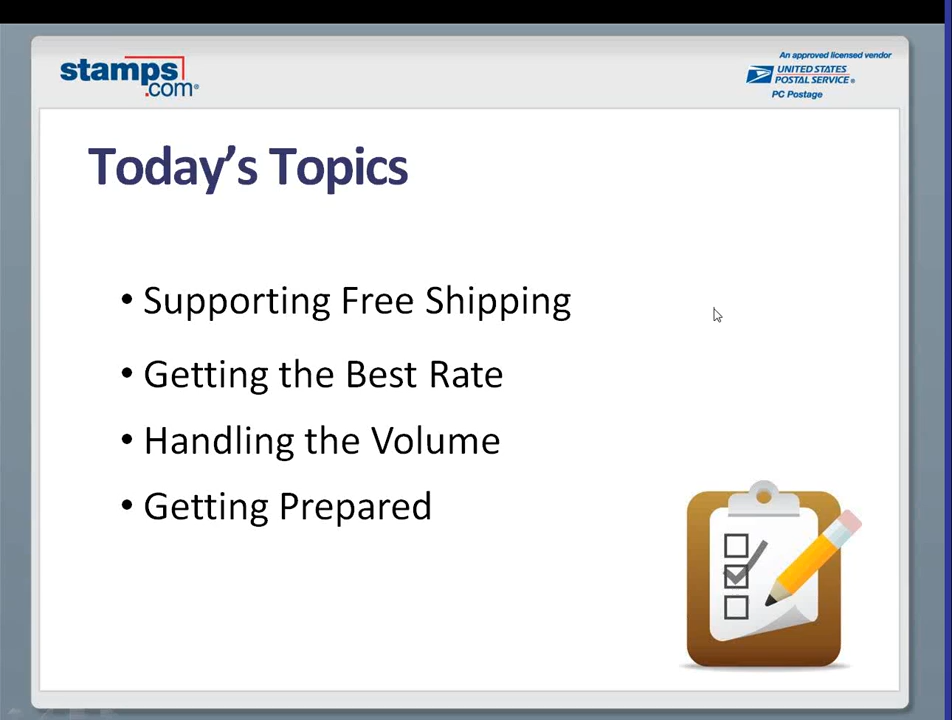 stamps
.com®
An approved licensed vendor
UNITED STATES
POSTAL SERVICE®
PC Postage
Today's Topics
• Supporting Free Shipping
• Getting the Best Rate
• Handling the Volume
• Getting Prepared